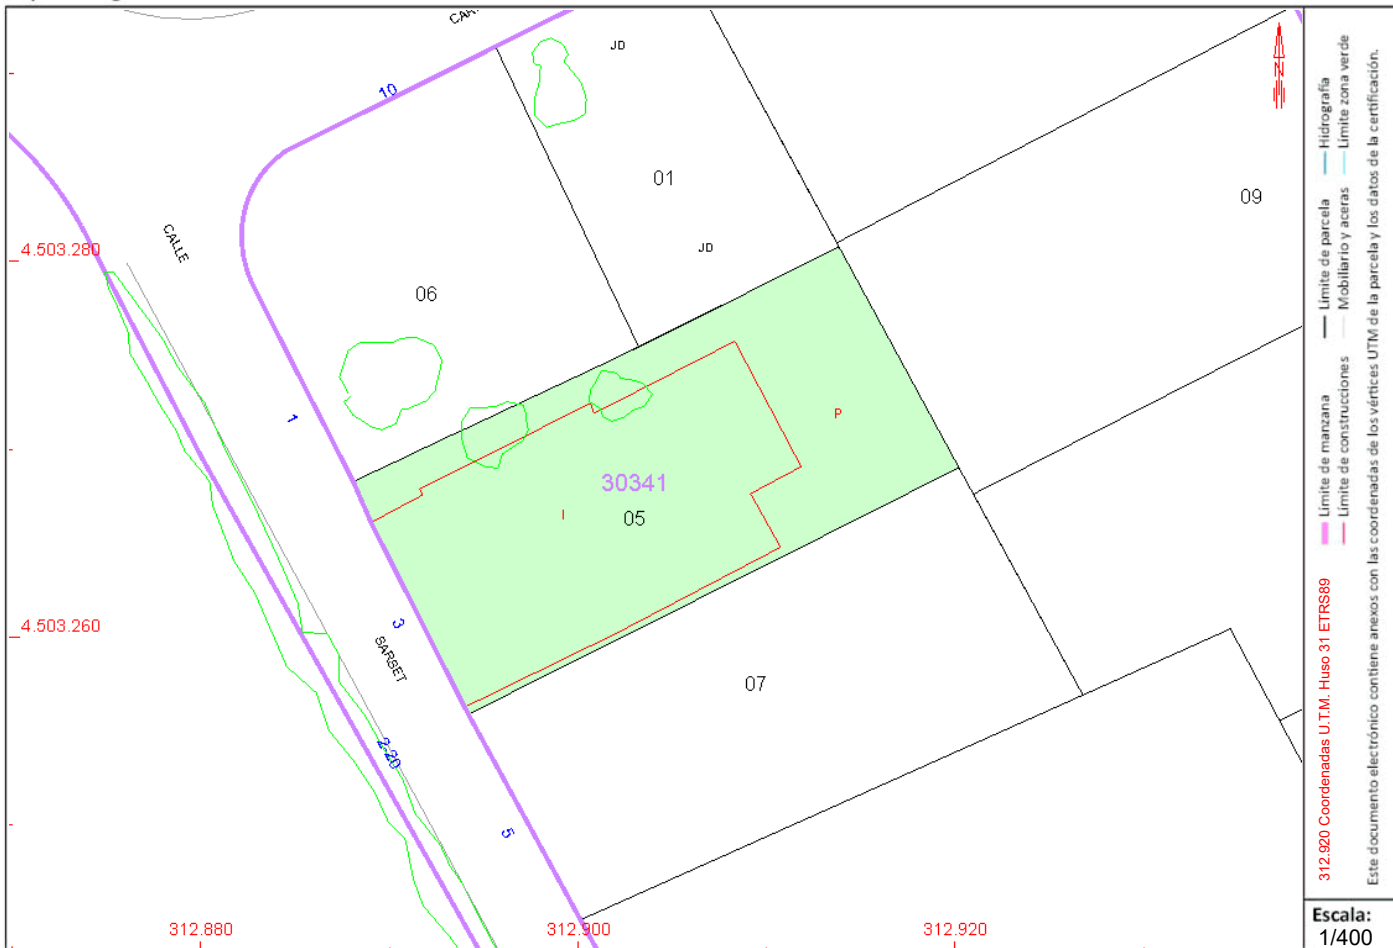 CAR
10
JD
01
JD
09
CALLE
4.503.280
06
1
P
30341
I
05
3
4.503.260
SARSET
07
2-20
5
312.880
312.900
312.920
N
Hidrografía
Límite zona verde
Límite de parcela
Mobiliario y aceras
Límite de manzana
Límite de construcciones
312.920 Coordenadas U.T.M. Huso 31 ETRS89
Este documento electrónico contiene anexos con las coordenadas de los vértices UTM de la parcela y los datos de la certificación.
Escala:
1/400